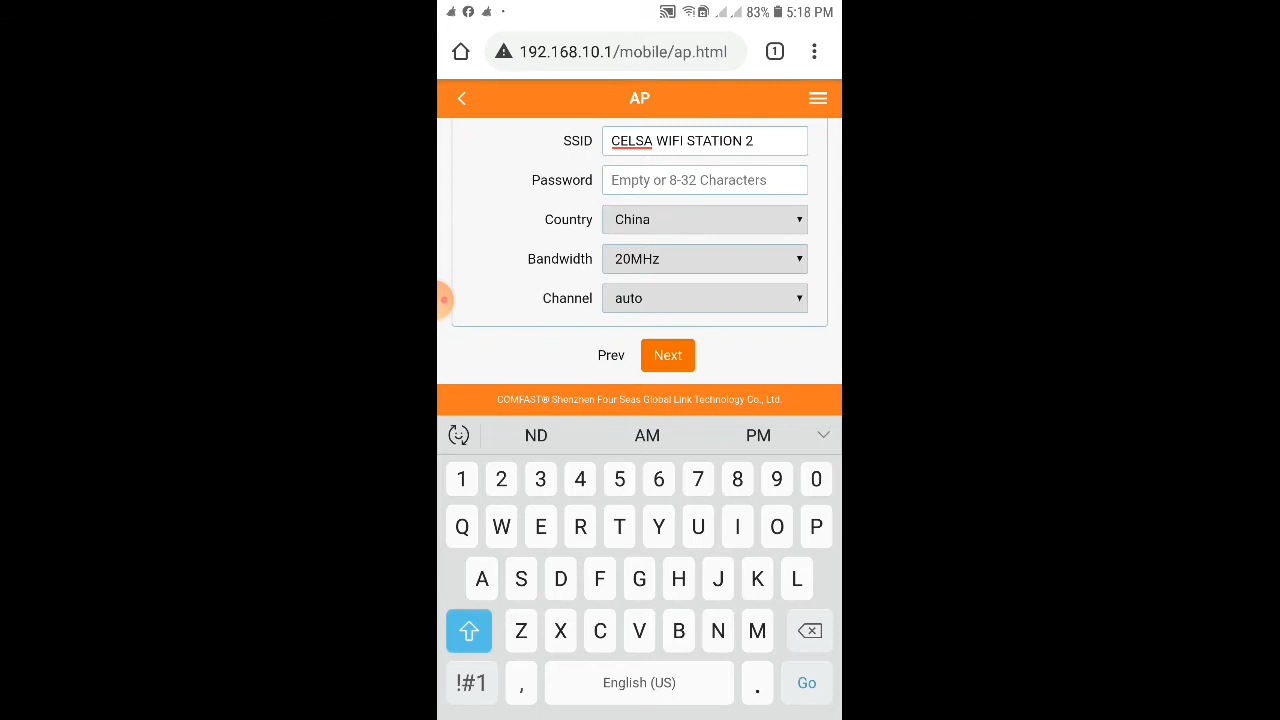 83% 5:18 PM
192.168.10.1/mobile/ap.html 1
AP
SSID CELSA WIFI STATION 2
Password Empty or 8-32 Characters
Country China
Bandwidth 20MHz
Channel auto
Prev Next
COMFAST® Shenzhen Four Seas Global Link Technology Co., Ltd.
ND AM PM
1 2 3 4 5 6 7 8 9 0
Q W E R T Y U I O P
A S D F G H J K L
Z X C V B N M
!#1 , English (US) . Go